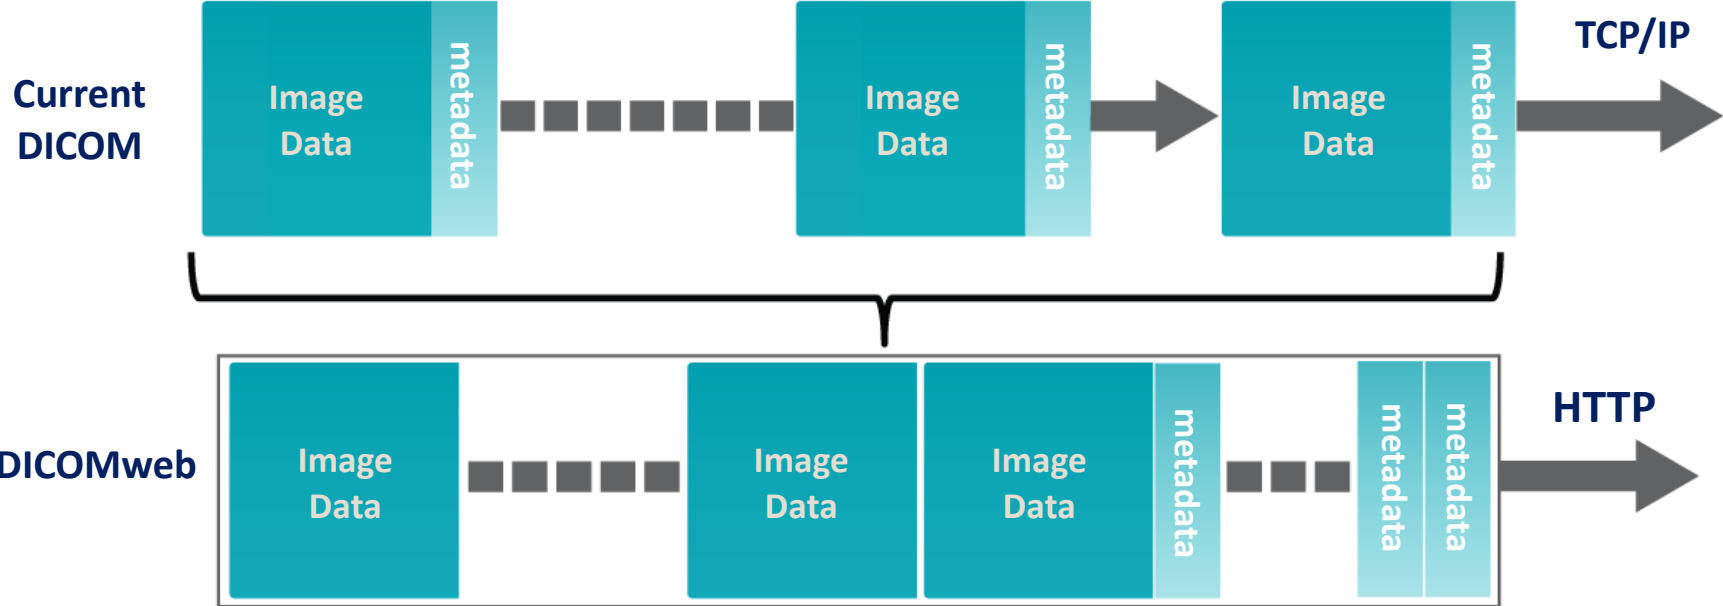 Current
DICOM
Image
Data
metadata
Image
Data
metadata
Image
Data
metadata
TCP/IP
DICOMweb
Image
Data
Image
Data
Image
Data
metadata
metadata
metadata
HTTP